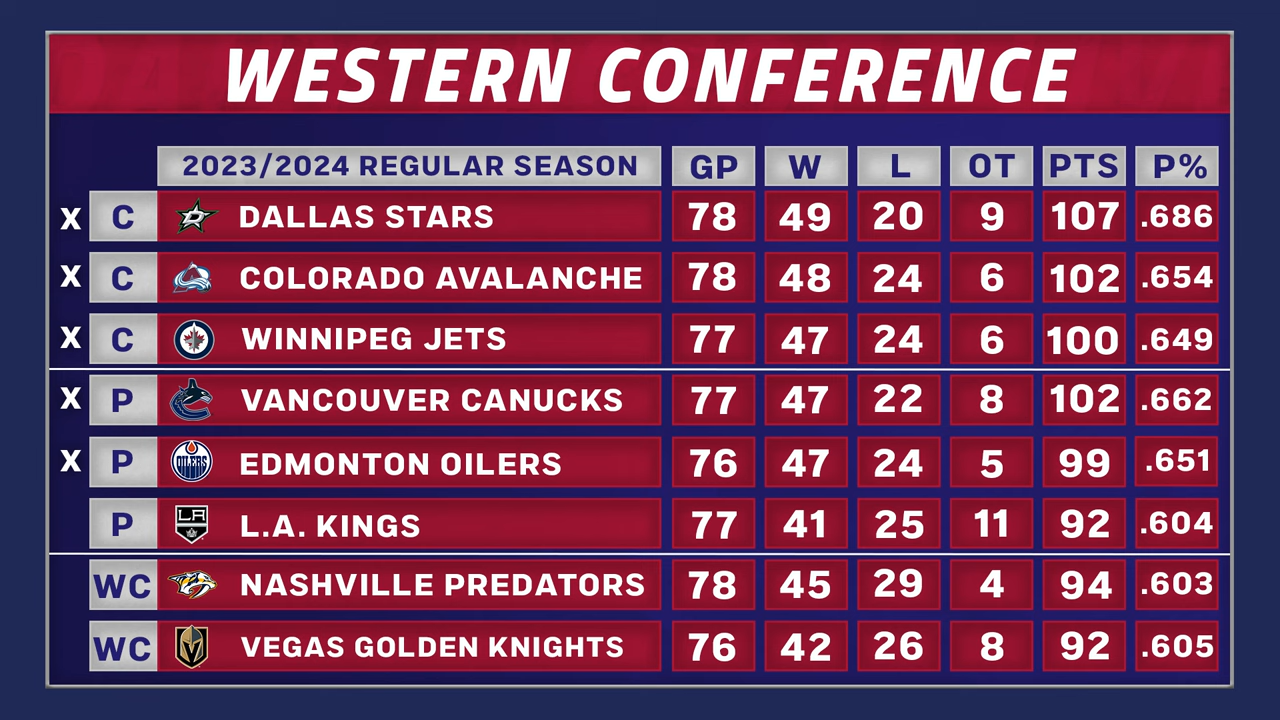 WESTERN CONFERENCE
2023/2024 REGULAR SEASON GP W L OT PTS P%
X C DALLAS STARS 78 49 20 9 107 .686
X C COLORADO AVALANCHE 78 48 24 6 102 .654
X C WINNIPEG JETS 77 47 24 6 100 .649
X P VANCOUVER CANUCKS 77 47 22 8 102 .662
X P OILERS EDMONTON OILERS 76 47 24 5 99 .651
P LA L.A. KINGS 77 41 25 11 92 .604
WC NASHVILLE PREDATORS 78 45 29 4 94 .603
WC VEGAS GOLDEN KNIGHTS 76 42 26 8 92 .605